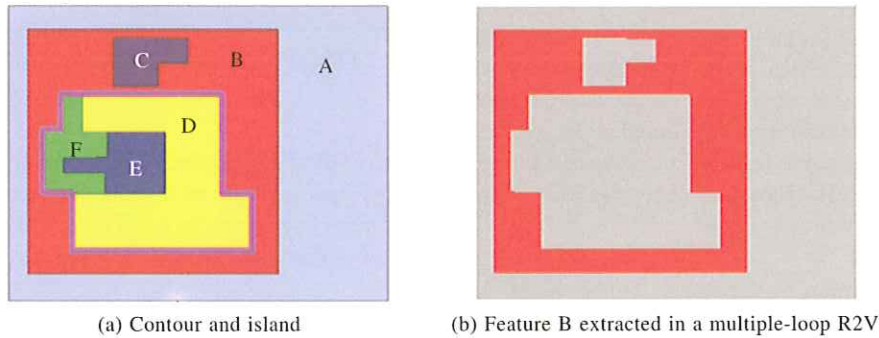 C
B
A
D
F
E
(a) Contour and island
(b) Feature B extracted in a multiple-loop R2V